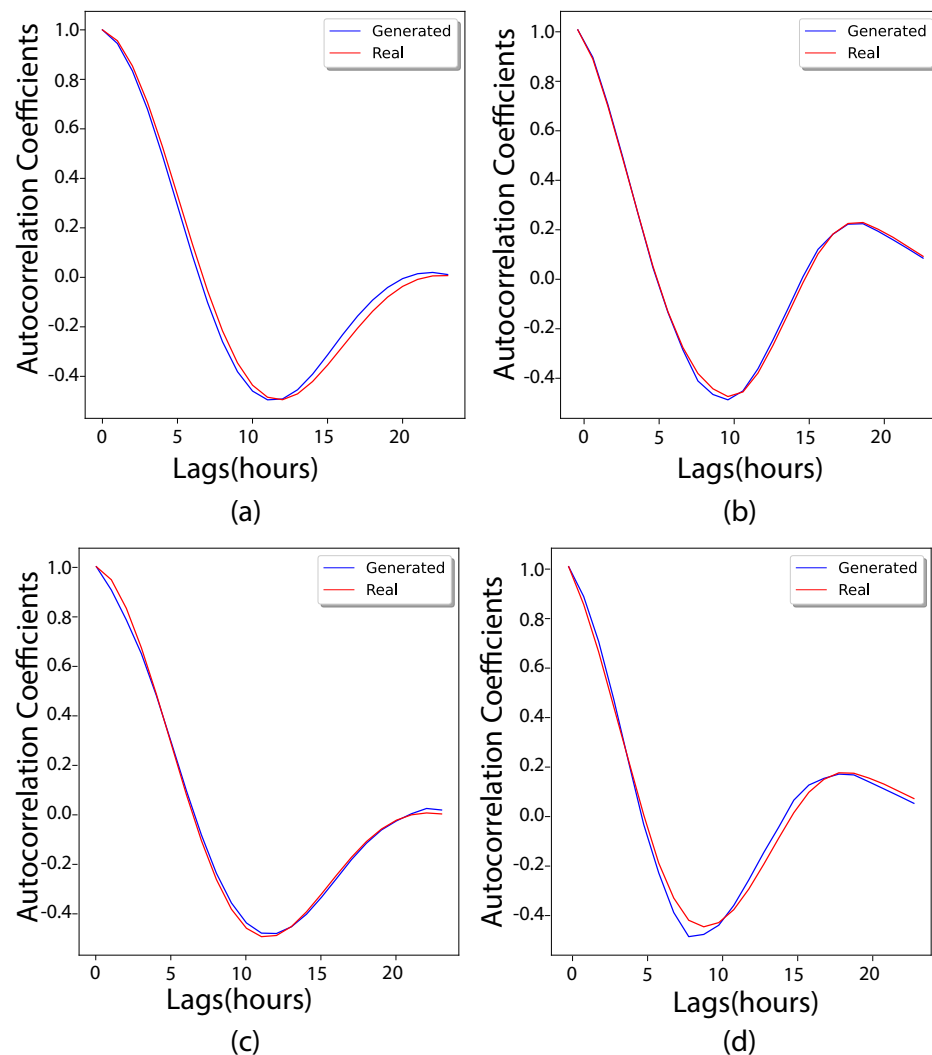 Autocorrelation Coefficients
1.0
0.8
0.6
0.4
0.2
0.0
-0.2
-0.4
Generated
Real
0 5 10 15 20
Lags(hours)
(a)
Autocorrelation Coefficients
1.0
0.8
0.6
0.4
0.2
0.0
-0.2
-0.4
Generated
Real
0 5 10 15 20
Lags(hours)
(b)
Autocorrelation Coefficients
1.0
0.8
0.6
0.4
0.2
0.0
-0.2
-0.4
Generated
Real
0 5 10 15 20
Lags(hours)
(c)
Autocorrelation Coefficients
1.0
0.8
0.6
0.4
0.2
0.0
-0.2
-0.4
Generated
Real
0 5 10 15 20
Lags(hours)
(d)